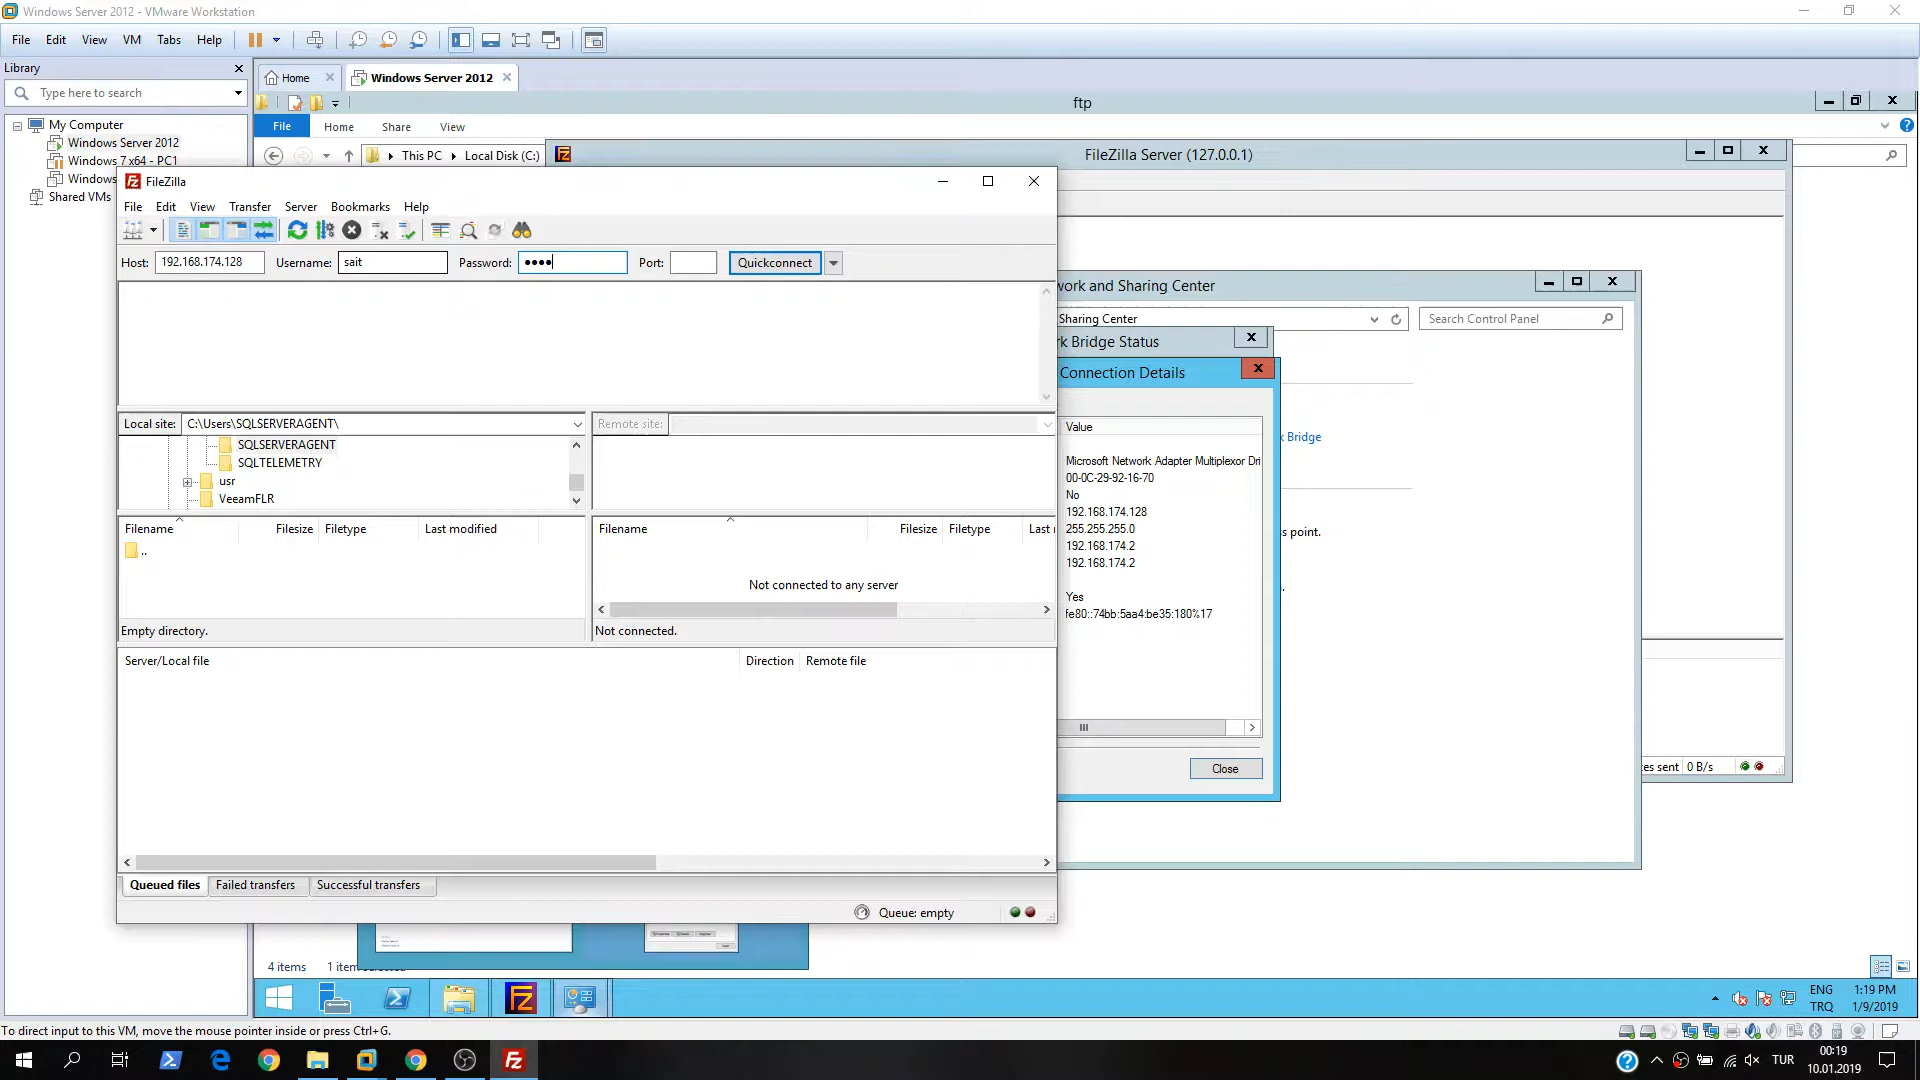 Windows Server 2012 - VMware Workstation
File Edit View VM Tabs Help
Library
Type here to search
My Computer
Windows Server 2012
Windows 7 x64 - PC1
Windows
Shared VMs
Home
Windows Server 2012
ftp
File Home Share View
This PC Local Disk (C:)
FileZilla Server (127.0.0.1)
FileZilla
File Edit View Transfer Server Bookmarks Help
Host: 192.168.174.128 Username: sait Password: •••• Port: Quickconnect
Local site: C:\Users\SQLSERVERAGENT\
SQLSERVERAGENT
SQLTELEMETRY
usr
VeeamFLR
Filename Filesize Filetype Last modified
..
Empty directory.
Remote site:
Filename Filesize Filetype Last
Not connected to any server
Not connected.
Server/Local file Direction Remote file
Queued files Failed transfers Successful transfers
Queue: empty
work and Sharing Center
Sharing Center
Search Control Panel
rk Bridge Status
Connection Details
Value
Microsoft Network Adapter Multiplexor Dri
00-0C-29-92-16-70
No
192.168.174.128
255.255.255.0
192.168.174.2
192.168.174.2
Yes
fe80::74bb:5aa4:be35:180%17
Close
k Bridge
s point.
es sent 0 B/s
4 items 1 item selected
ENG
TRQ
1:19 PM
1/9/2019
To direct input to this VM, move the mouse pointer inside or press Ctrl+G.
TUR
00:19
10.01.2019